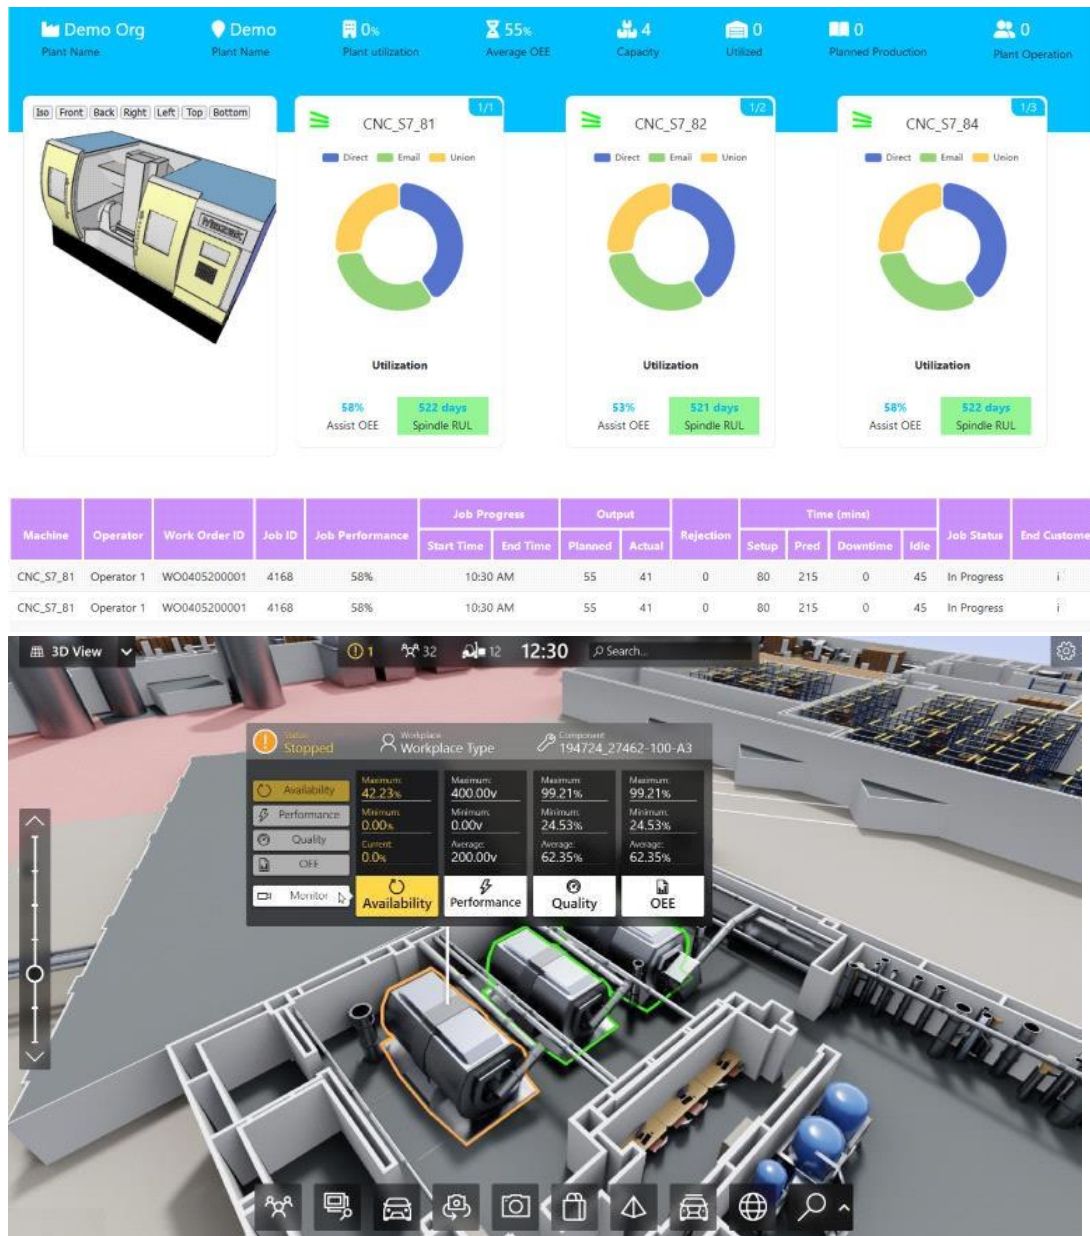 Demo Org
Plant Name
Demo
Plant Name
0%
Plant utilization
55%
Average OEE
4
Capacity
0
Utilized
0
Planned Production
0
Plant Operation
Iso Front Back Right Left Top Bottom
1/1
CNC_S7_81
Direct Email Union
Utilization
58%
Assist OEE
522 days
Spindle RUL
1/2
CNC_S7_82
Direct Email Union
Utilization
53%
Assist OEE
521 days
Spindle RUL
1/3
CNC_S7_84
Direct Email Union
Utilization
58%
Assist OEE
522 days
Spindle RUL
Machine Operator Work Order ID Job ID Job Performance Job Progress Output Rejection Time (mins) Job Status End Custome
Start Time End Time Planned Actual Setup Pred Downtime Idle
CNC_S7_81 Operator 1 WO0405200001 4168 58% 10:30 AM 55 41 0 80 215 0 45 In Progress i
CNC_S7_81 Operator 1 WO0405200001 4168 58% 10:30 AM 55 41 0 80 215 0 45 In Progress i
3D View 1 32 12 12:30 Search...
Status
Stopped
Workplace
Workplace Type
Component
194724_27462-100-A3
Availability
Performance
Quality
OEE
Monitor
Maximum:
42.23%
Minimum:
0.00%
Current:
0.0%
Availability
Maximum:
400.00v
Minimum:
0.00v
Average:
200.00v
Performance
Maximum:
99.21%
Minimum:
24.53%
Average:
62.35%
Quality
Maximum:
99.21%
Minimum:
24.53%
Average:
62.35%
OEE